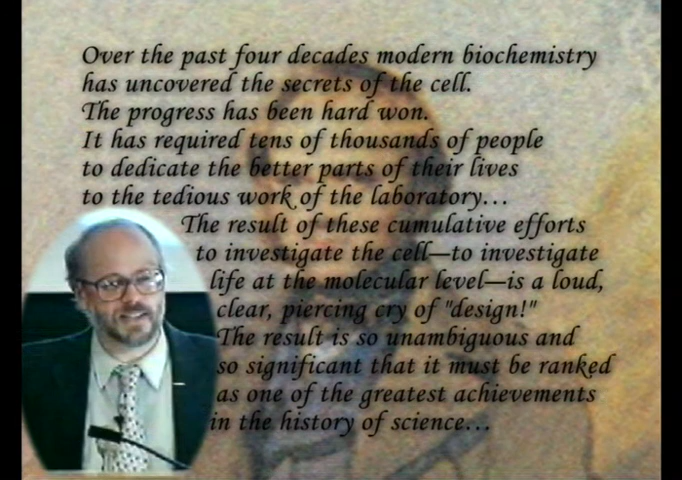 Over the past four decades modern biochemistry
has uncovered the secrets of the cell.
The progress has been hard won.
It has required tens of thousands of people
to dedicate the better parts of their lives
to the tedious work of the laboratory...
The result of these cumulative efforts
to investigate the cell—to investigate
life at the molecular level—is a loud,
clear, piercing cry of "design!"
The result is so unambiguous and
so significant that it must be ranked
as one of the greatest achievements
in the history of science...